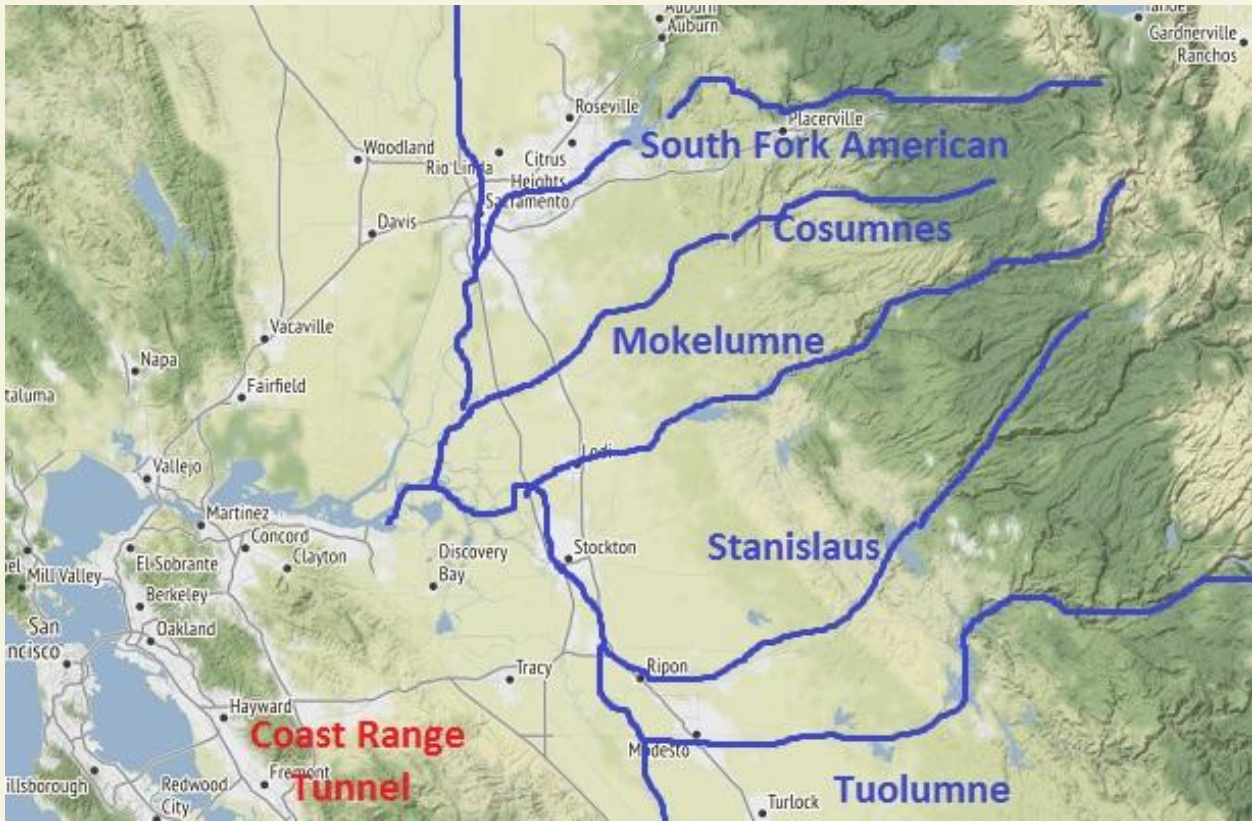 Auburn
Auburn
Tahoe
Gardnerville
Ranchos
Roseville
Placerville
Woodland
Rio Linda
Citrus
Heights
South Fork American
Sacramento
Davis
Cosumnes
Vacaville
Mokelumne
Napa
Fairfield
taluma
Lodi
Vallejo
Martinez
Concord
Clayton
Discovery
Bay
Stockton
Stanislaus
El Sobrante
Mill Valley
Berkeley
Oakland
San
ncisco
Tracy
Ripon
Hayward
Coast Range
Tunnel
Modesto
Fremont
illsborough
Redwood
City
Tuolumne
Turlock